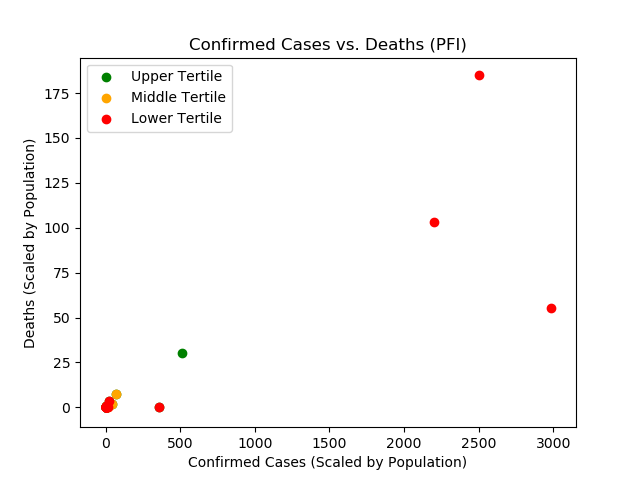 Confirmed Cases vs. Deaths (PFI)
Upper Tertile
Middle Tertile
Lower Tertile
175
150
125
100
75
50
25
0
Deaths (Scaled by Population)
0 500 1000 1500 2000 2500 3000
Confirmed Cases (Scaled by Population)